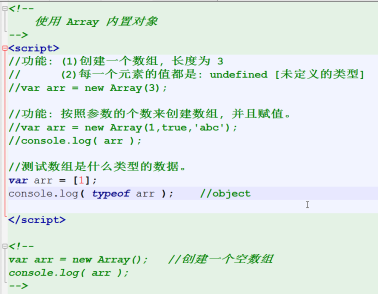 <!--
使用 Array 内置对象
-->
<script>
//功能: (1)创建一个数组, 长度为 3
// (2)每一个元素的值都是: undefined [未定义的类型]
//var arr = new Array(3);
//功能: 按照参数的个数来创建数组, 并且赋值。
//var arr = new Array(1,true,'abc');
//console.log( arr );
//测试数组是什么类型的数据。
var arr = [1];
console.log( typeof arr ); //object
</script>
<!--
var arr = new Array(); //创建一个空数组
console.log( arr );
-->